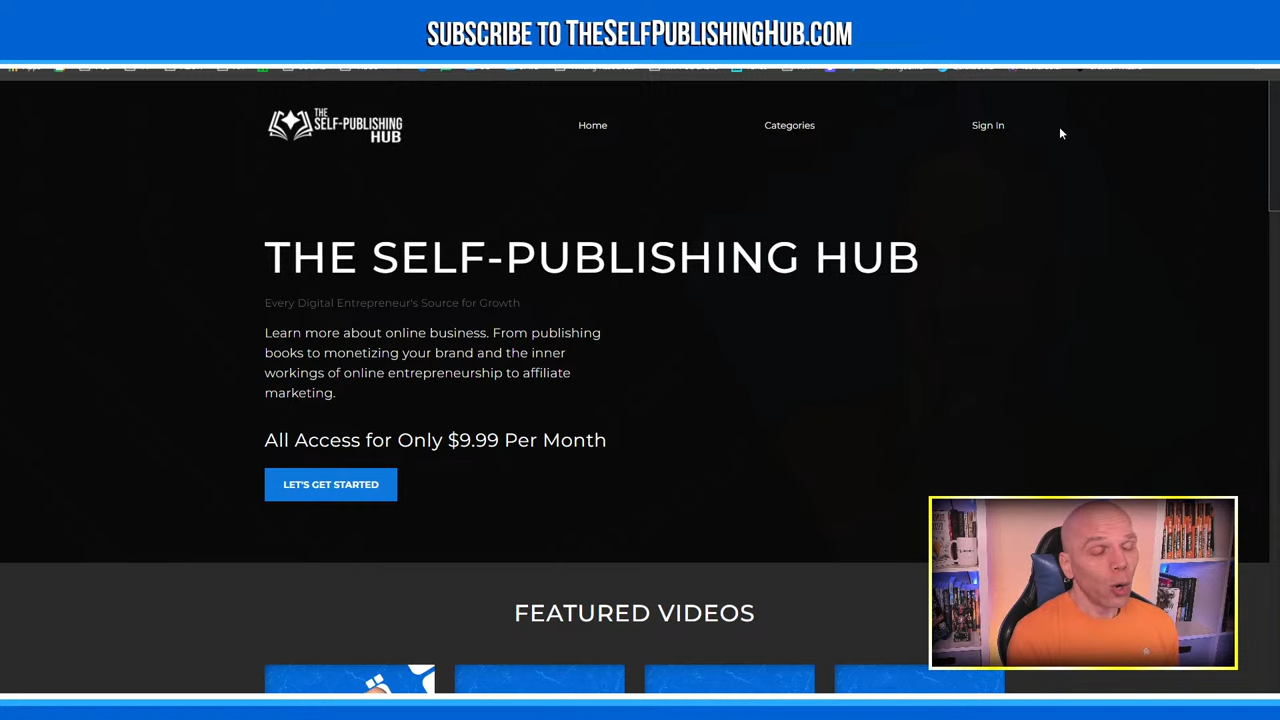 SUBSCRIBE TO THESELFPUBLISHINGHUB.COM
THE
SELF-PUBLISHING
HUB
Home
Categories
Sign In
THE SELF-PUBLISHING HUB
Every Digital Entrepreneur's Source for Growth
Learn more about online business. From publishing
books to monetizing your brand and the inner
workings of online entrepreneurship to affiliate
marketing.
All Access for Only $9.99 Per Month
LET'S GET STARTED
FEATURED VIDEOS